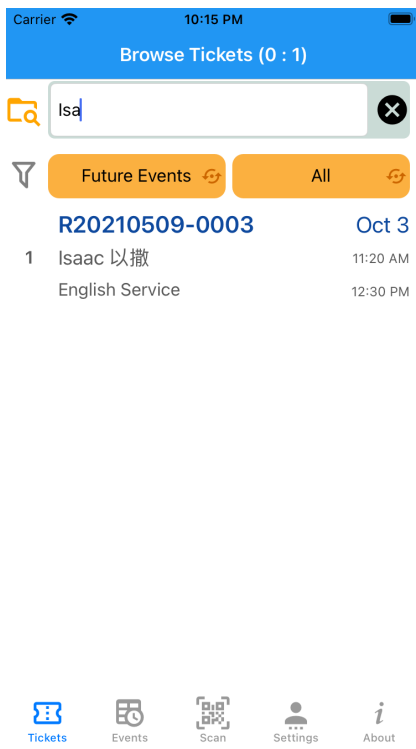 Carrier 10:15 PM
Browse Tickets (0 : 1)
Isa
Future Events All
R20210509-0003 Oct 3
1 Isaac 以撒 11:20 AM
English Service 12:30 PM
Tickets Events Scan Settings About